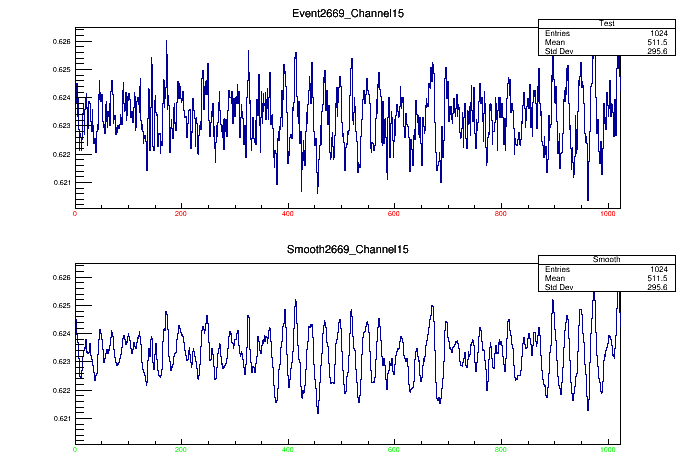 Event2669_Channel15
Test
Entries 1024
Mean 511.5
Std Dev 295.6
0.626
0.625
0.624
0.623
0.622
0.621
0 200 400 600 800 1000
Smooth2669_Channel15
Smooth
Entries 1024
Mean 511.5
Std Dev 295.6
0.626
0.625
0.624
0.623
0.622
0.621
0 200 400 600 800 1000